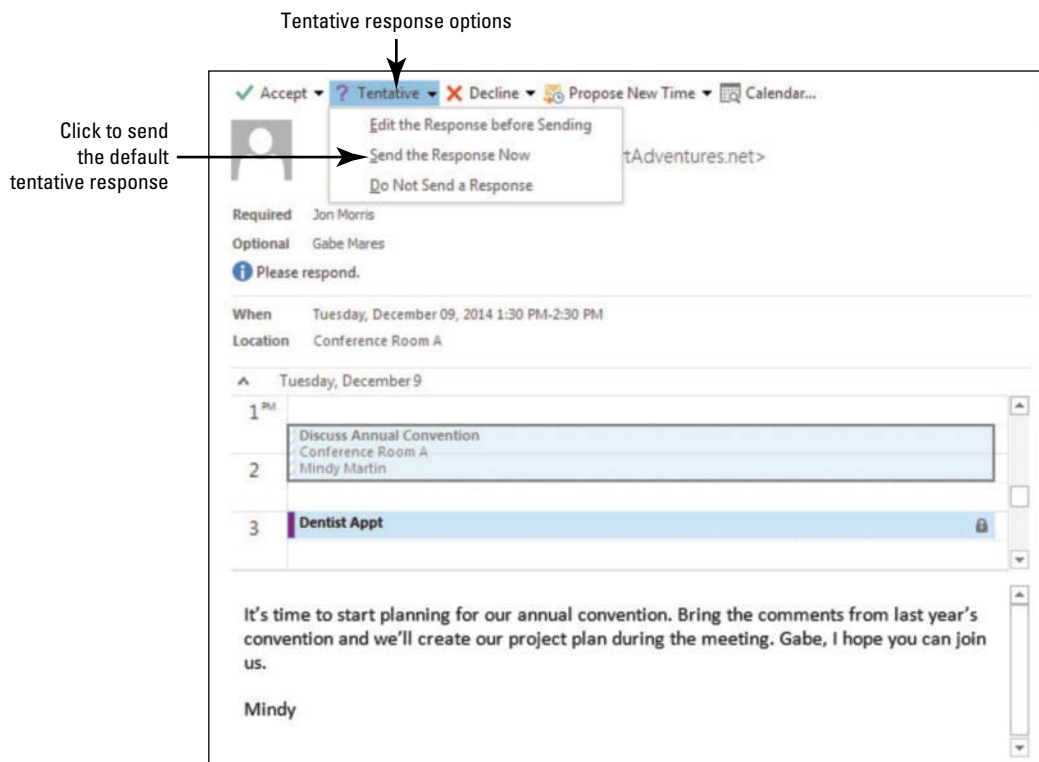 Tentative response options
Accept ? Tentative Decline Propose New Time Calendar...
Click to send
the default
tentative response
Edit the Response before Sending
Send the Response Now
tAdventures.net>
Do Not Send a Response
Required Jon Morris
Optional Gabe Mares
i Please respond.
When Tuesday, December 09, 2014 1:30 PM-2:30 PM
Location Conference Room A
Tuesday, December 9
1 PM
Discuss Annual Convention
Conference Room A
2 Mindy Martin
3 Dentist Appt
It's time to start planning for our annual convention. Bring the comments from last year's
convention and we'll create our project plan during the meeting. Gabe, I hope you can join
us.
Mindy